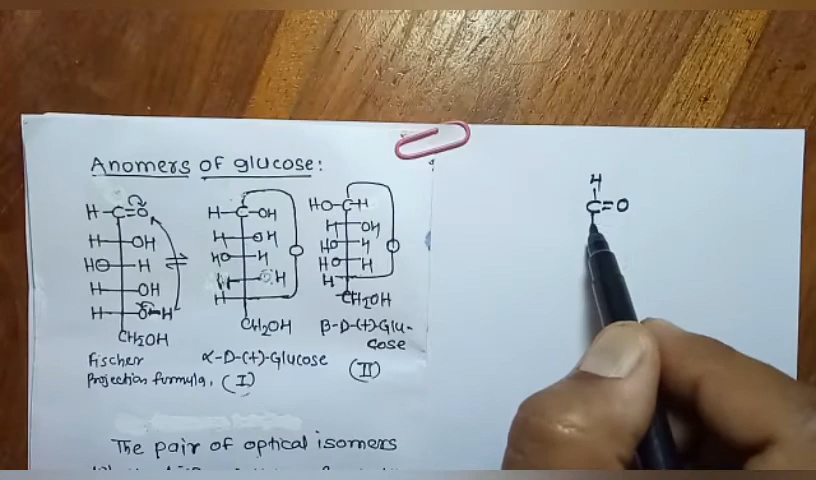 Anomers of glucose:
H-C=O
H-OH
HO-H
H-OH
H-O-H
CH2OH
Fischer
Projection formula, (I)
H-C-OH
H-OH
HO-H
H-OH
H
O
CH2OH
α-D-(+)-Glucose
HO-C-H
H-OH
HO-H
HO-H
H
O
CH2OH
β-D-(+)-Glu-
cose
(II)
The pair of optical isomers
H
C=O